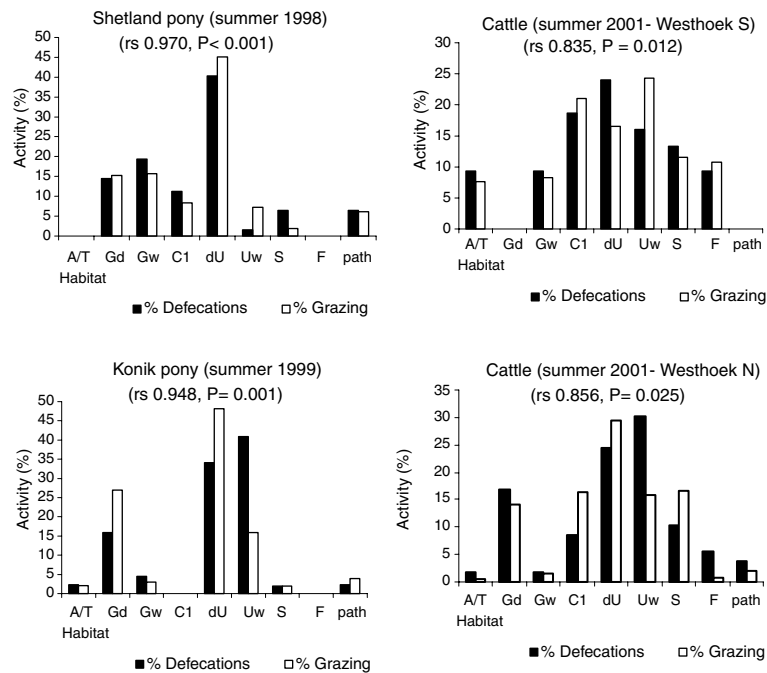 Shetland pony (summer 1998)
(rs 0.970, P< 0.001)
Activity (%)
50
45
40
35
30
25
20
15
10
5
0
A/T Gd Gw C1 dU Uw S F path
Habitat
% Defecations % Grazing
Cattle (summer 2001- Westhoek S)
(rs 0.835, P = 0.012)
Activity (%)
30
25
20
15
10
5
0
A/T Gd Gw C1 dU Uw S F path
Habitat
% Defecations % Grazing
Konik pony (summer 1999)
(rs 0.948, P= 0.001)
Activity (%)
50
45
40
35
30
25
20
15
10
5
0
A/T Gd Gw C1 dU Uw S F path
Habitat
% Defecations % Grazing
Cattle (summer 2001- Westhoek N)
(rs 0.856, P= 0.025)
Activity (%)
35
30
25
20
15
10
5
0
A/T Gd Gw C1 dU Uw S F path
Habitat
% Defecations % Grazing